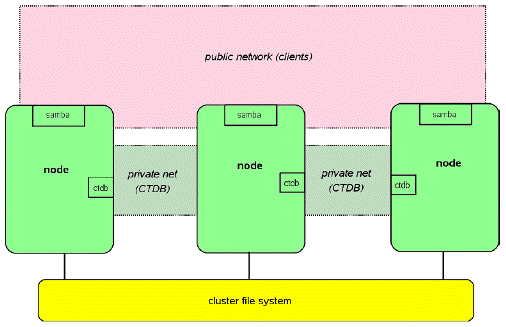 public network (clients)
samba
samba
samba
node
node
node
private net
(CTDB)
private net
(CTDB)
ctdb
ctdb
ctdb
cluster file system